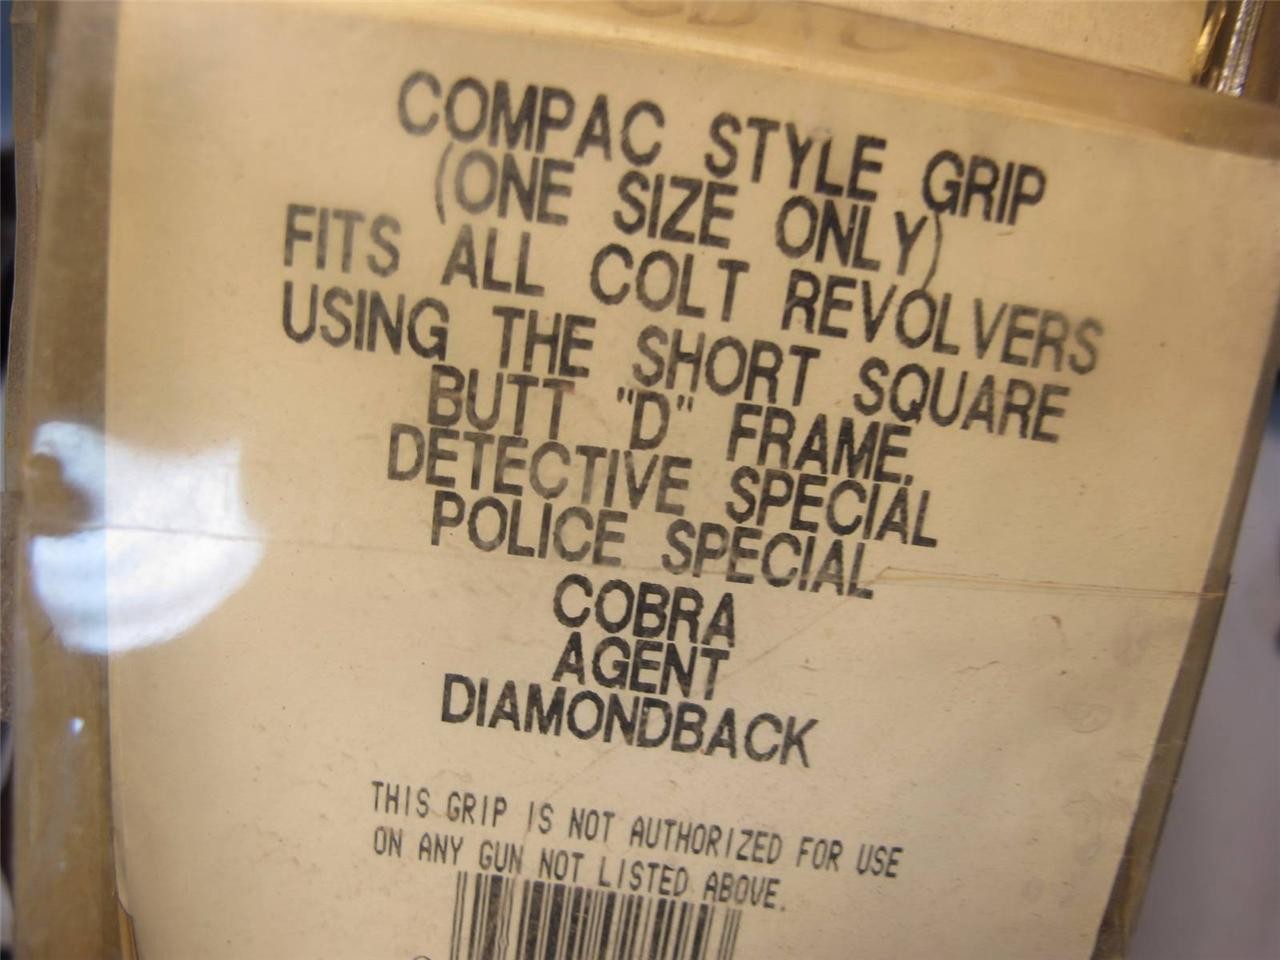 COMPAC STYLE GRIP
(ONE SIZE ONLY)
FITS ALL COLT REVOLVERS
USING THE SHORT SQUARE
BUTT "D" FRAME.
DETECTIVE SPECIAL
POLICE SPECIAL
COBRA
AGENT
DIAMONDBACK
THIS GRIP IS NOT AUTHORIZED FOR USE
ON ANY GUN NOT LISTED ABOVE.